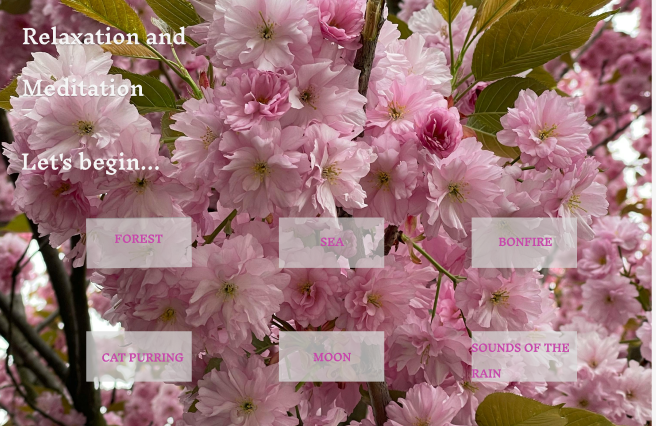 Relaxation and
Meditation
Let's begin...
FOREST
SEA
BONFIRE
CAT PURRING
MOON
SOUNDS OF THE
RAIN